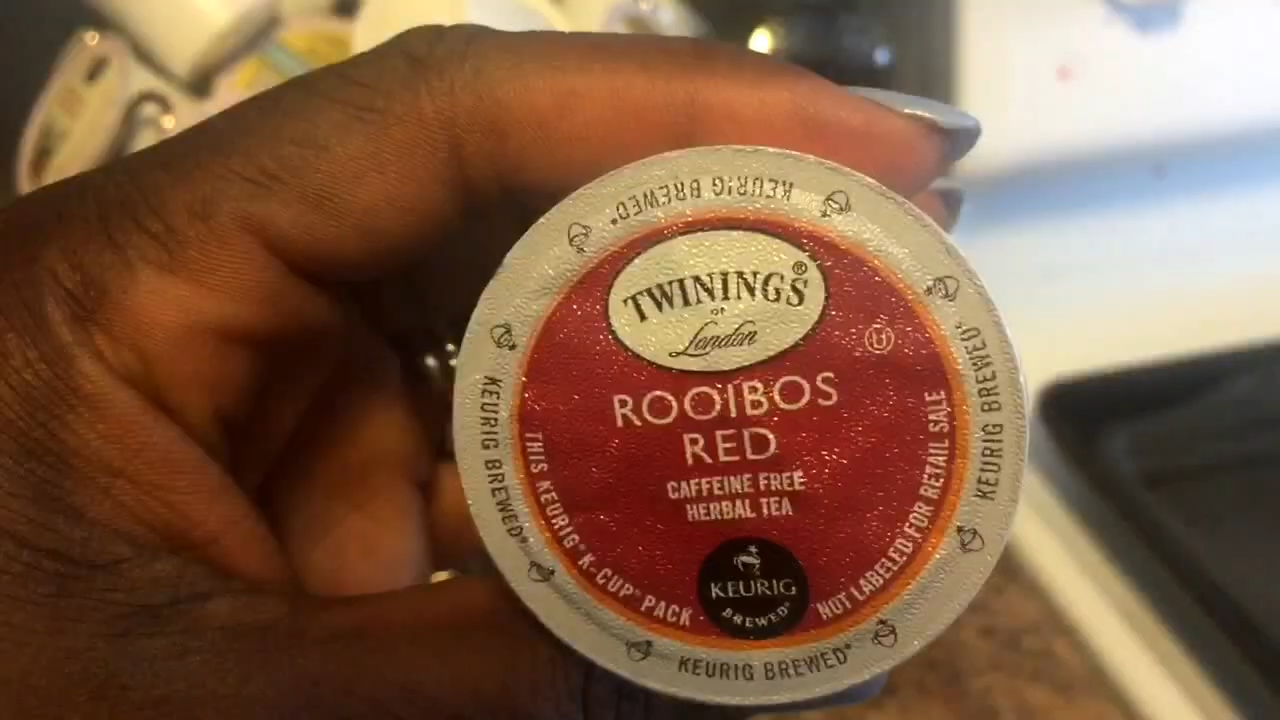 TWININGS®
OF
London
ROOIBOS
RED
CAFFEINE FREE
HERBAL TEA
KEURIG
BREWED®
THIS KEURIG® K-CUP® PACK
NOT LABELED FOR RETAIL SALE
U
KEURIG BREWED®
KEURIG BREWED®
KEURIG BREWED®
KEURIG BREWED®